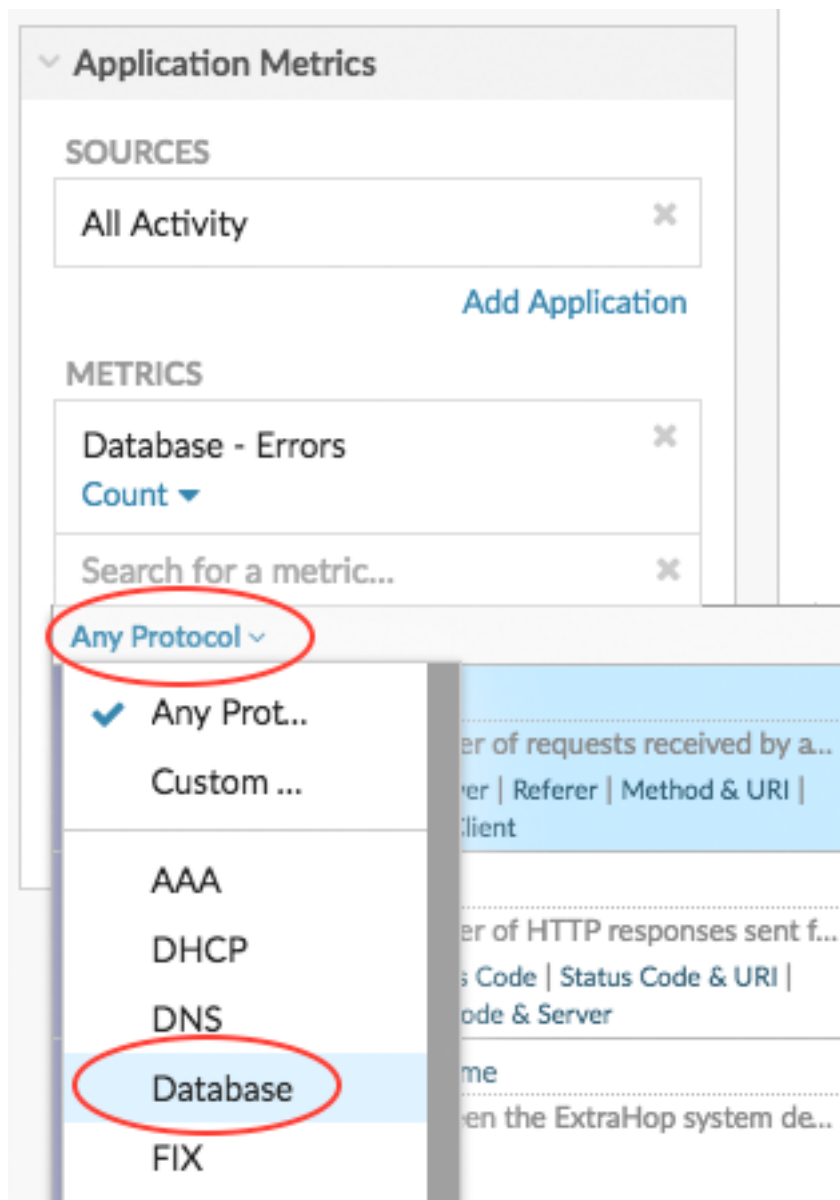 Application Metrics
SOURCES
All Activity
Add Application
METRICS
Database - Errors
Count
Search for a metric...
Any Protocol
Any Prot...
Custom ...
AAA
DHCP
DNS
Database
FIX
er of requests received by a...
er | Referer | Method & URI |
lient
er of HTTP responses sent f...
s Code | Status Code & URI |
ode & Server
me
en the ExtraHop system de...